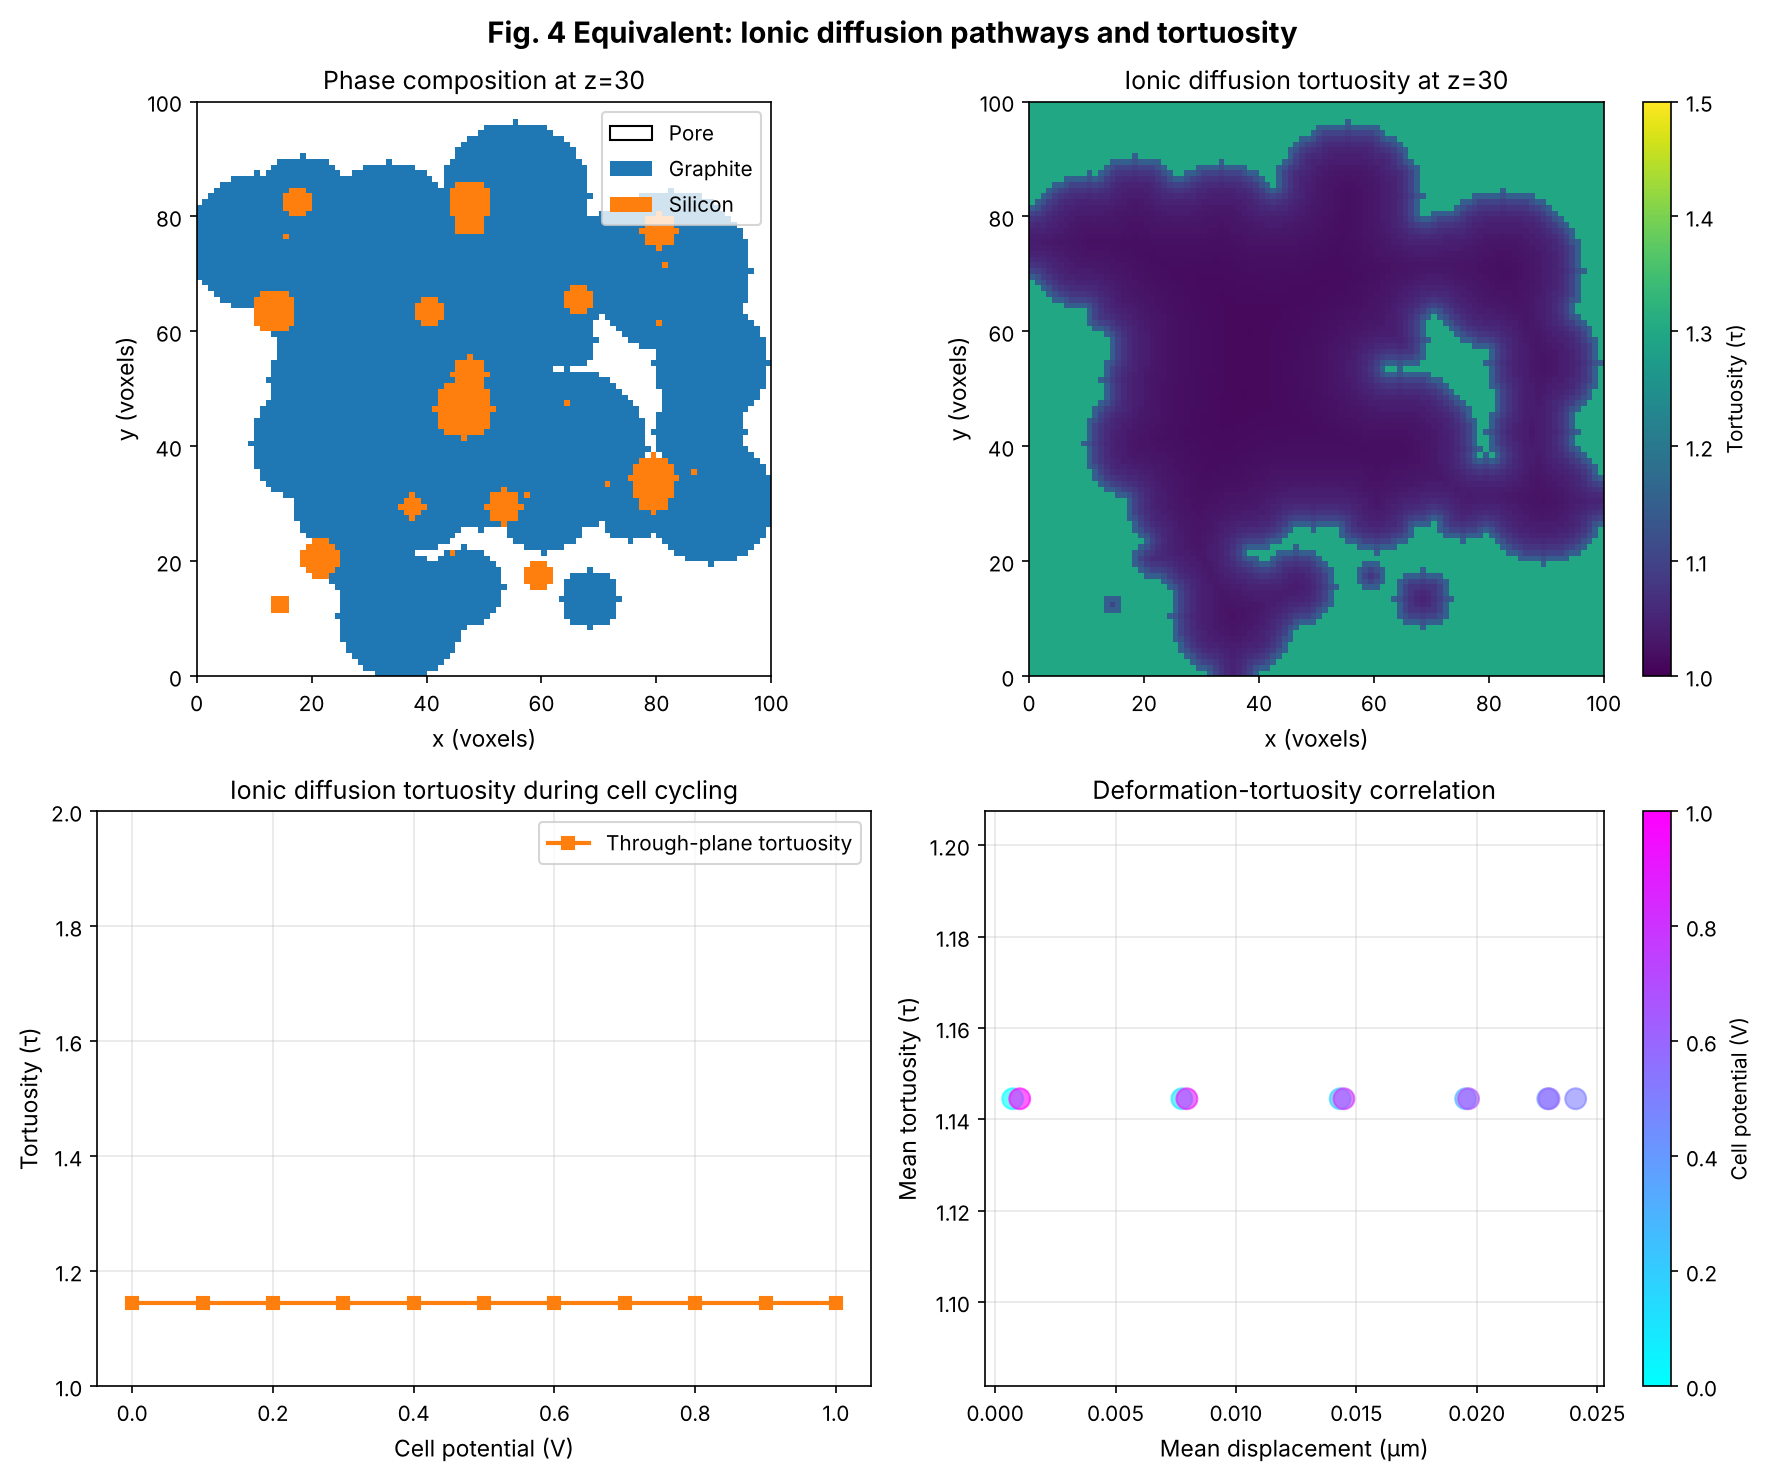 Fig. 4 Equivalent: Ionic diffusion pathways and tortuosity
Phase composition at z=30
100
80
60
40
20
0
y (voxels)
Pore
Graphite
Silicon
0 20 40 60 80 100
x (voxels)
Ionic diffusion tortuosity at z=30
100
80
60
40
20
0
y (voxels)
0 20 40 60 80 100
x (voxels)
1.5
1.4
1.3
1.2
1.1
1.0
Tortuosity (τ)
Ionic diffusion tortuosity during cell cycling
2.0
1.8
1.6
1.4
1.2
1.0
Tortuosity (τ)
Through-plane tortuosity
0.0 0.2 0.4 0.6 0.8 1.0
Cell potential (V)
Deformation-tortuosity correlation
1.20
1.18
1.16
1.14
1.12
1.10
Mean tortuosity (τ)
0.000 0.005 0.010 0.015 0.020 0.025
Mean displacement (μm)
1.0
0.8
0.6
0.4
0.2
0.0
Cell potential (V)